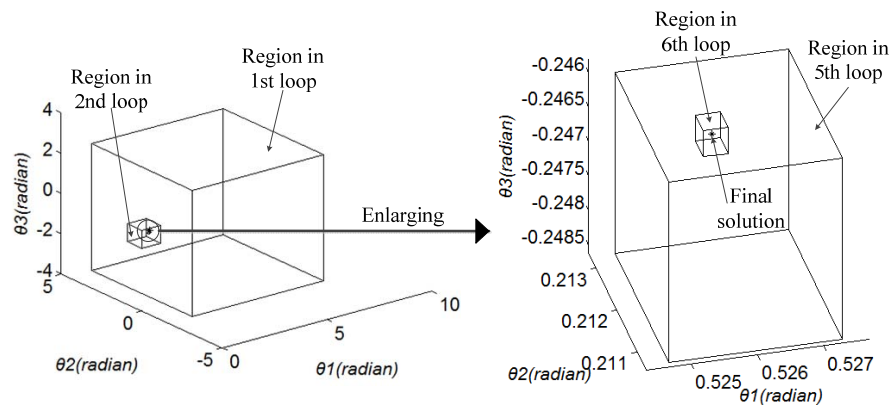 Region in
2nd loop
Region in
1st loop
4
2
0
-2
-4
θ3(radian)
5
0
-5
θ2(radian)
0
5
10
θ1(radian)
Enlarging
Region in
6th loop
Region in
5th loop
Final
solution
-0.246
-0.2465
-0.247
-0.2475
-0.248
-0.2485
θ3(radian)
0.213
0.212
0.211
θ2(radian)
0.525
0.526
0.527
θ1(radian)